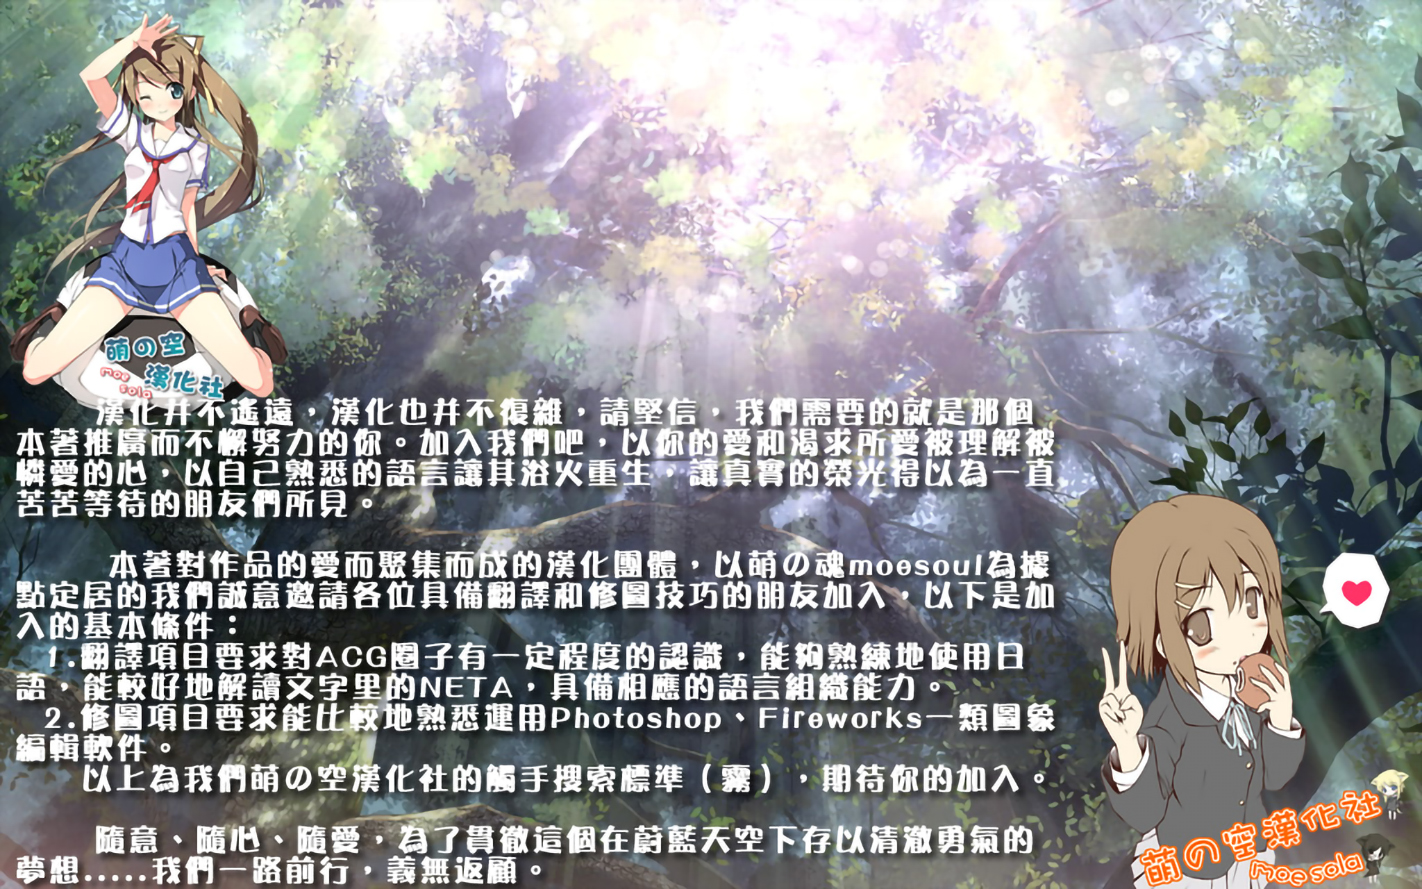 萌の空
漢化社
moe
sola
漢化并不遙遠，漢化也并不復雜，請堅信，我們需要的就是那個
本著推廣而不懈努力的你。加入我們吧，以你的愛和渴求所愛被理解被
憐愛的心，以自己熟悉的語言讓其浴火重生，讓真實的榮光得以為一直
苦苦等待的朋友們所見。
本著對作品的愛而聚集而成的漢化團體，以萌の魂moesoul為據
點定居的我們誠意邀請各位具備翻譯和修圖技巧的朋友加入，以下是加
入的基本條件：
1.翻譯項目要求對ACG圈子有一定程度的認識，能夠熟練地使用日
語，能較好地解讀文字里的NETA，具備相應的語言組織能力。
2.修圖項目要求能比較地熟悉運用Photoshop、Fireworks一類圖象
編輯軟件。
以上為我們萌の空漢化社的觸手搜索標準（霧），期待你的加入。
隨意、隨心、隨愛，為了貫徹這個在蔚藍天空下存以清澈勇氣的
夢想.....我們一路前行，義無返顧。
萌の空漢化社
moe sola